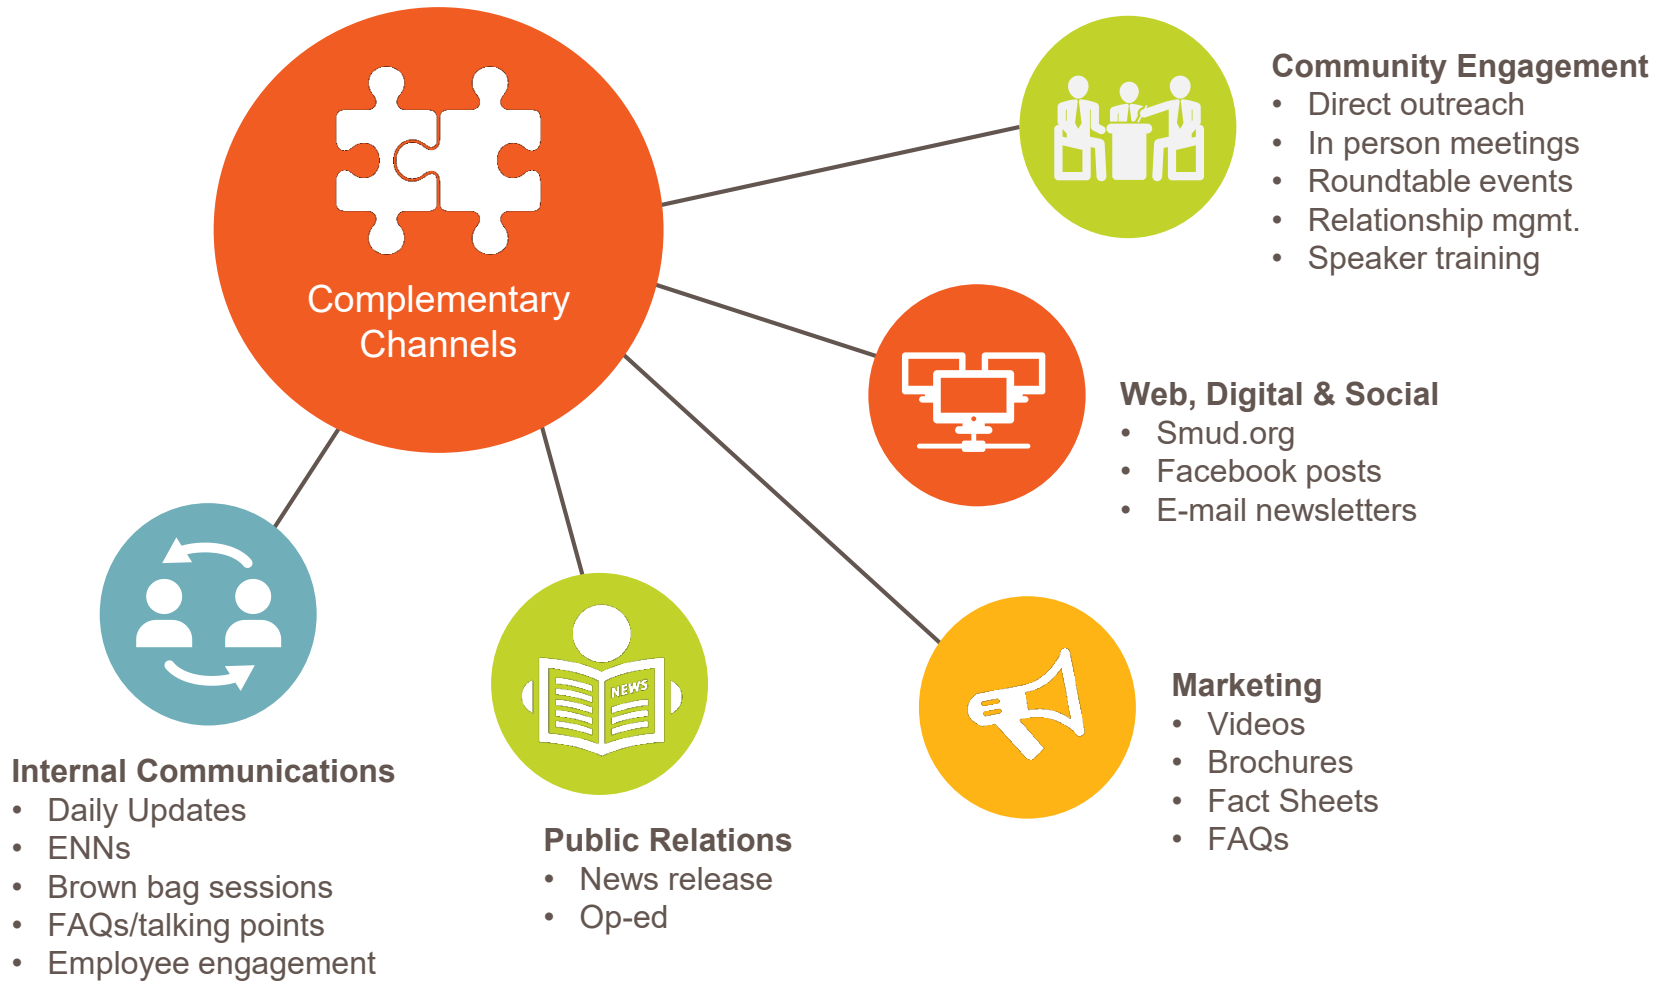 Complementary
Channels
Community Engagement
• Direct outreach
• In person meetings
• Roundtable events
• Relationship mgmt.
• Speaker training
Web, Digital & Social
• Smud.org
• Facebook posts
• E-mail newsletters
NEWS
Marketing
• Videos
• Brochures
• Fact Sheets
• FAQs
Internal Communications
• Daily Updates
• ENNs
• Brown bag sessions
• FAQs/talking points
• Employee engagement
Public Relations
• News release
• Op-ed